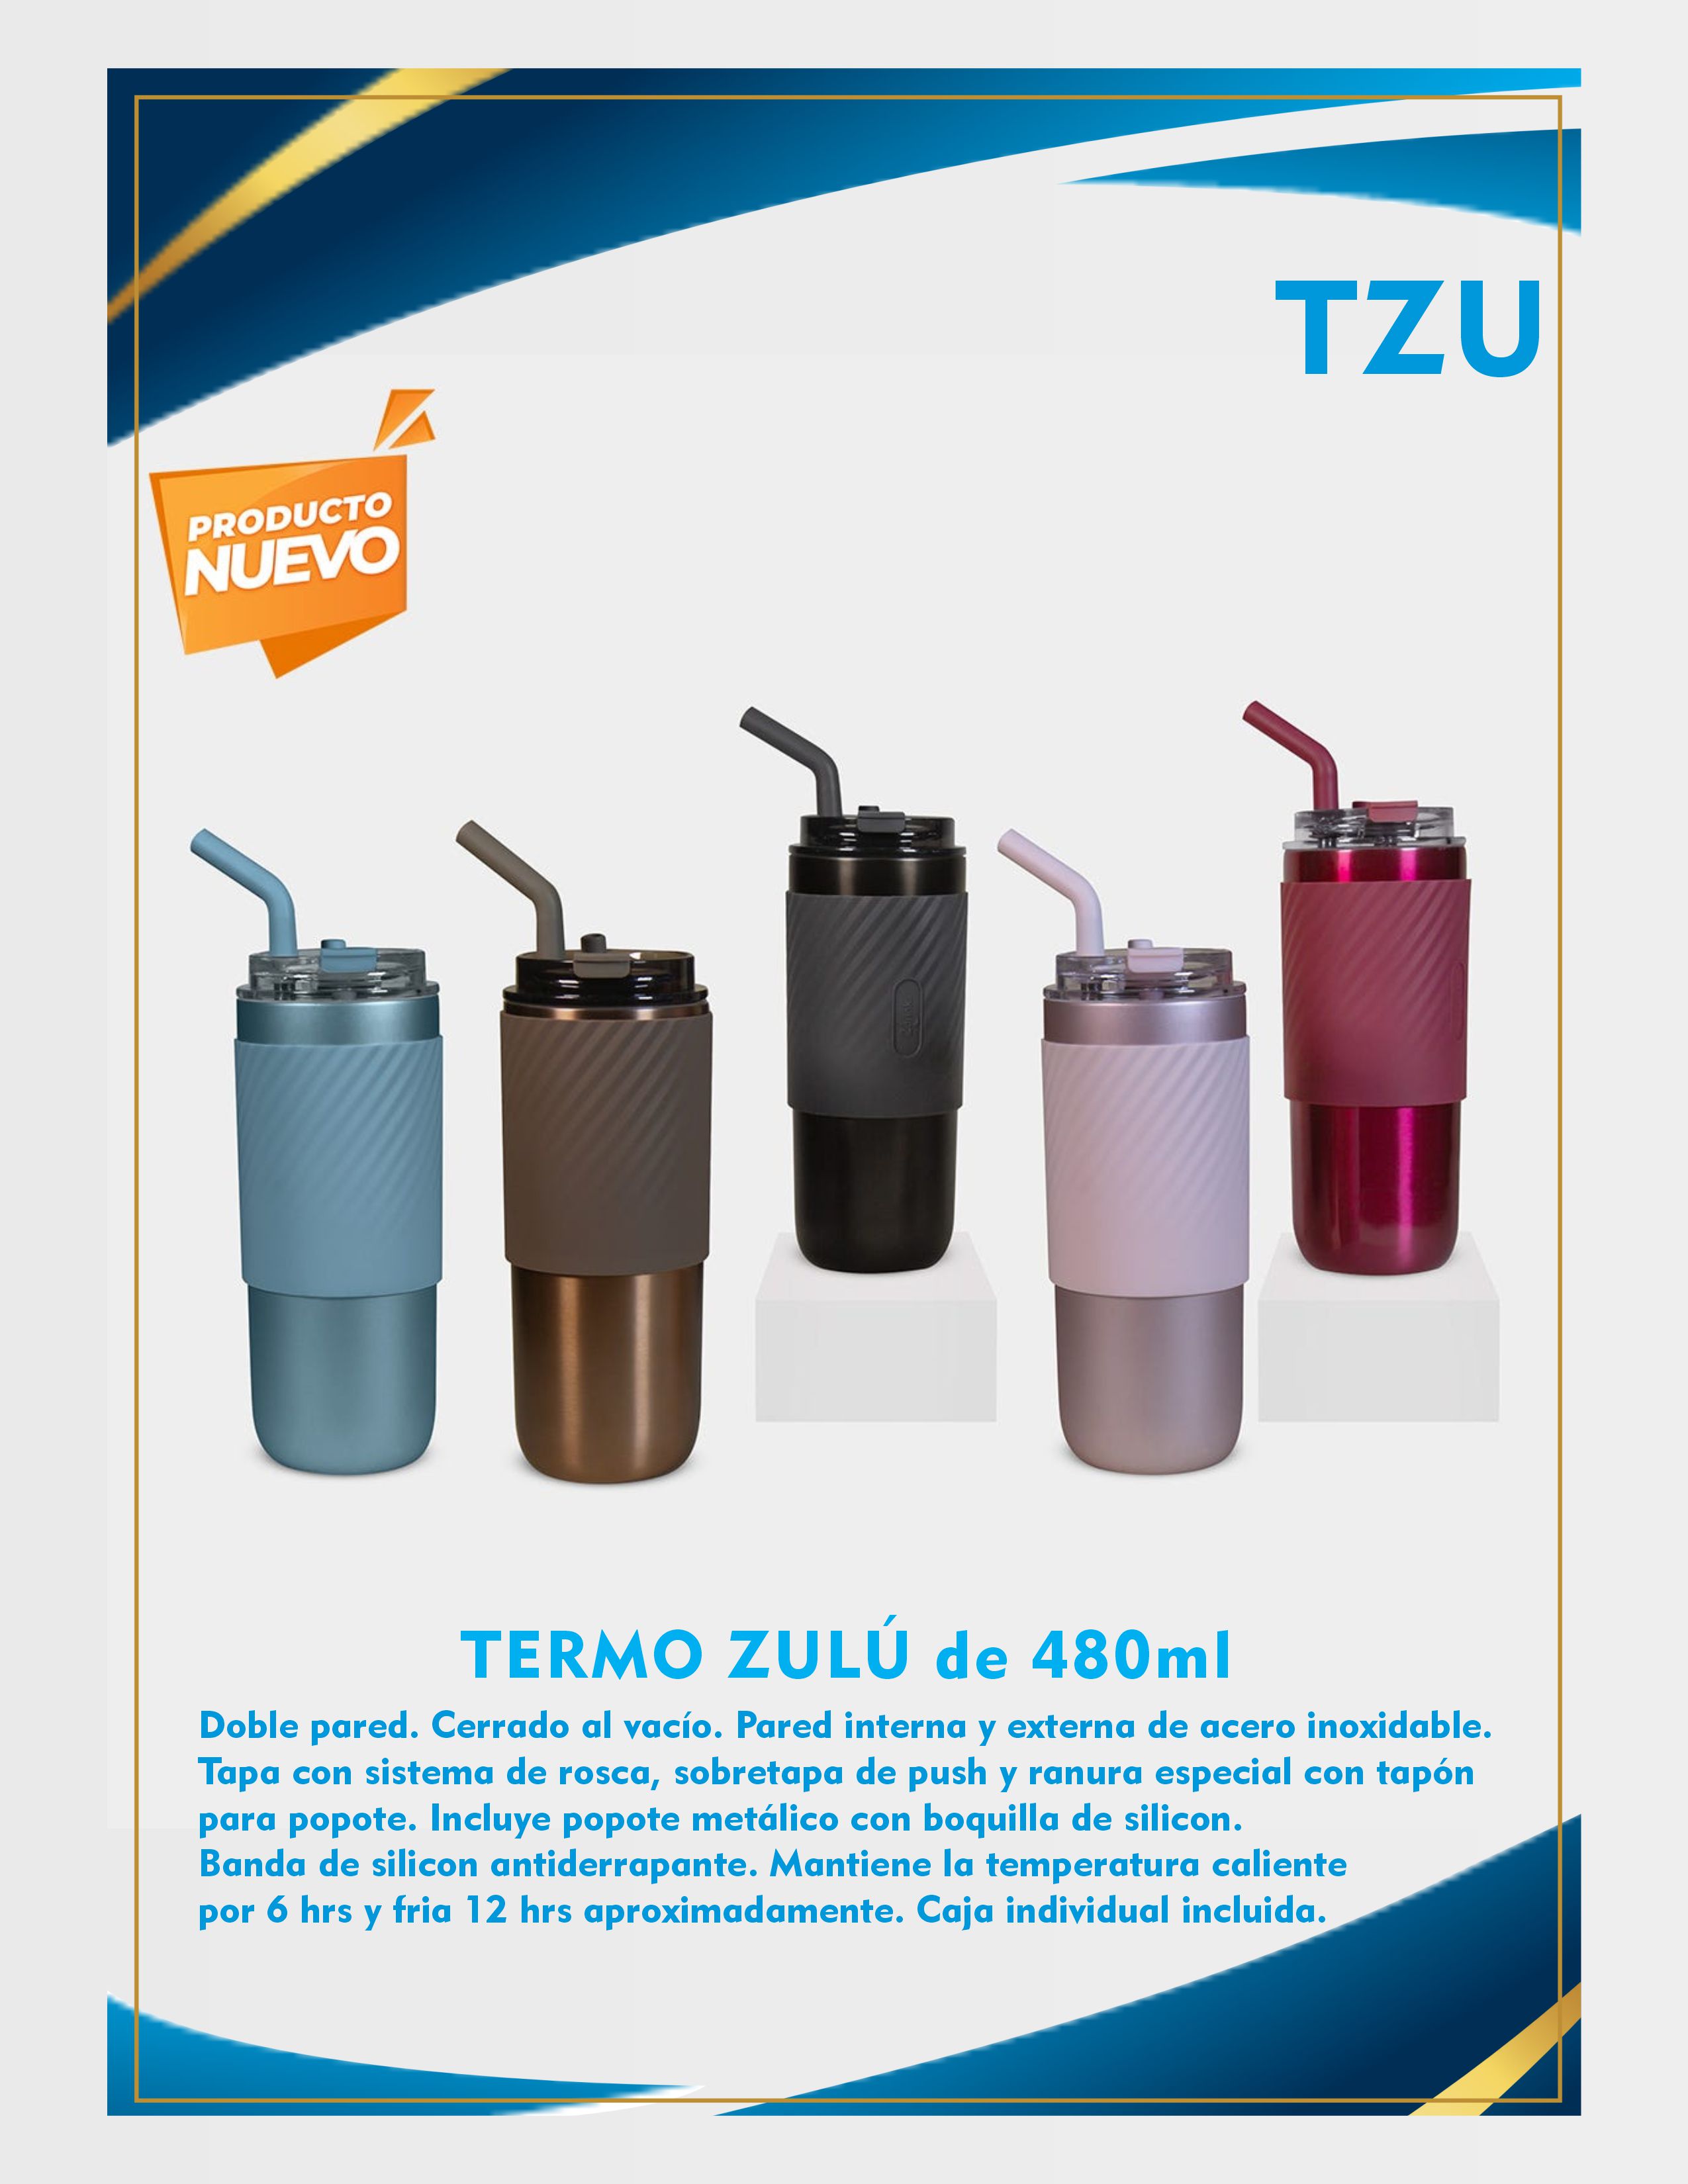 TZU
PRODUCTO
NUEVO
TERMO ZULÚ de 480ml
Doble pared. Cerrado al vacío. Pared interna y externa de acero inoxidable.
Tapa con sistema de rosca, sobretapa de push y ranura especial con tapón
para popote. Incluye popote metálico con boquilla de silicon.
Banda de silicon antiderrapante. Mantiene la temperatura caliente
por 6 hrs y fria 12 hrs aproximadamente. Caja individual incluida.